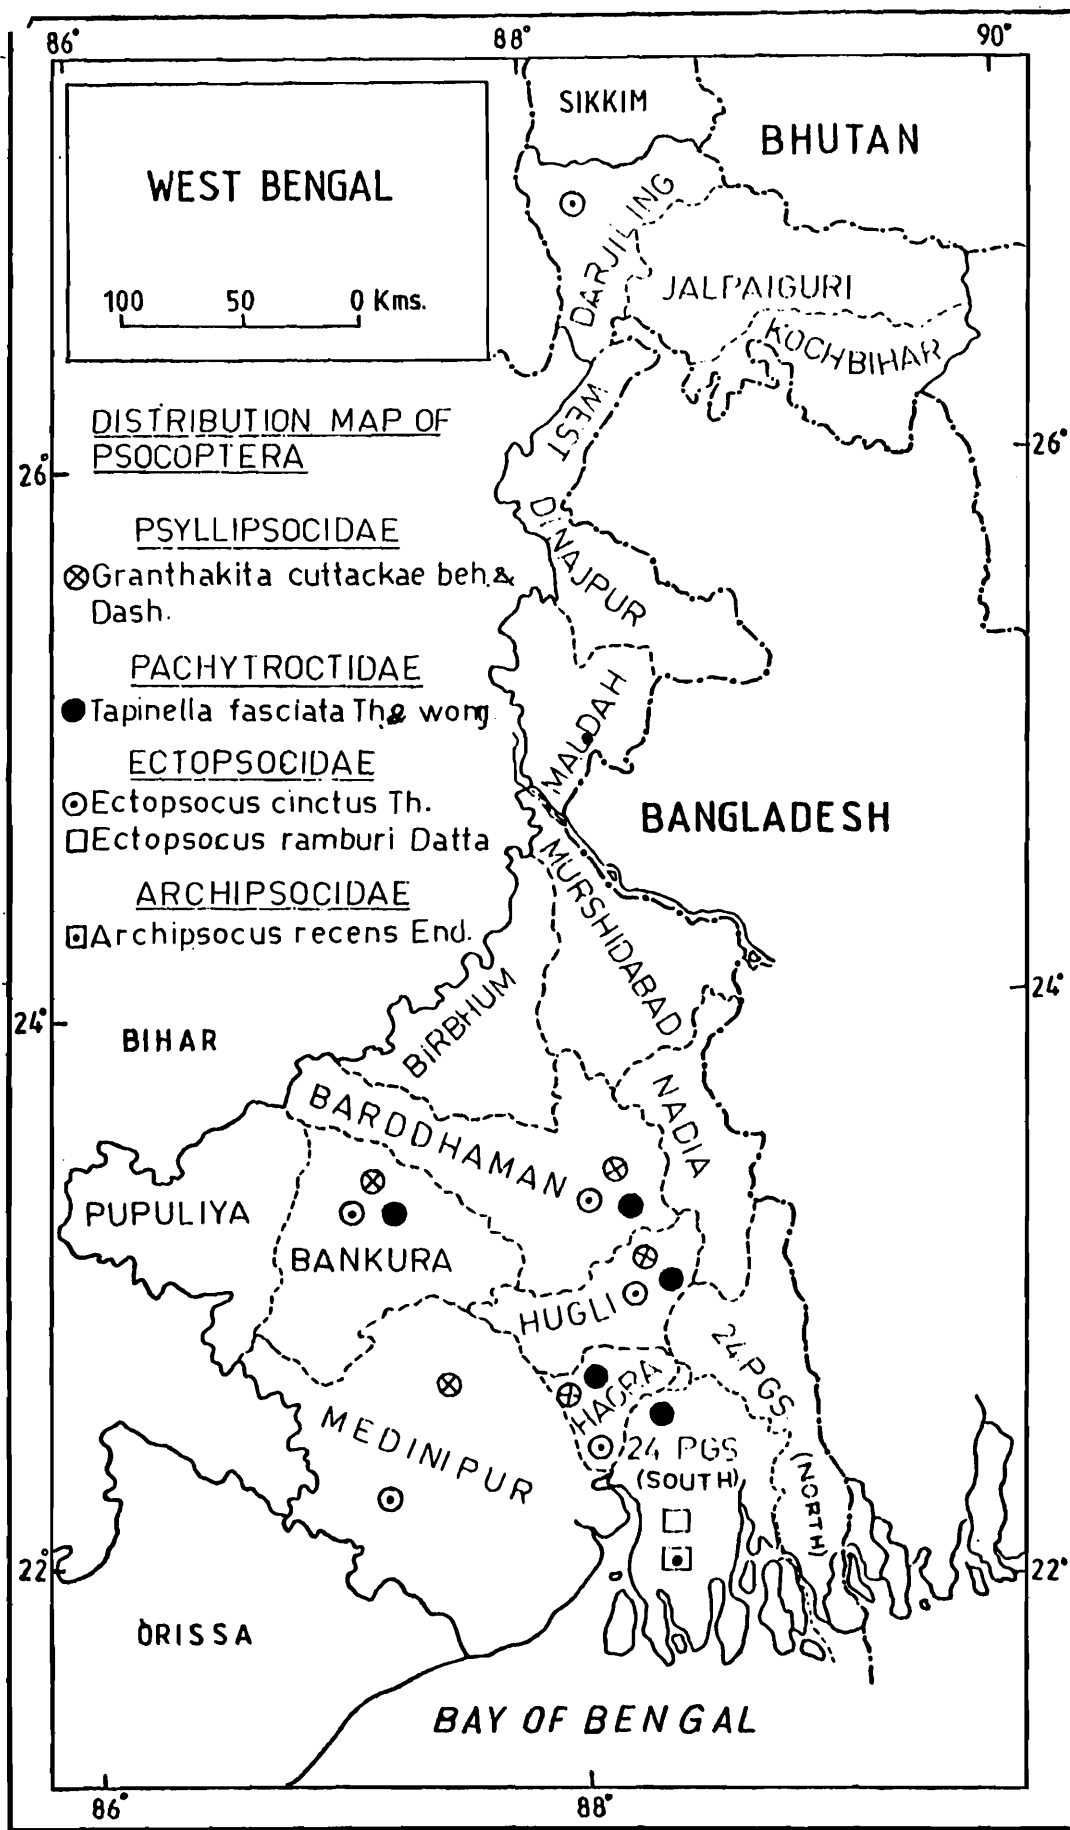 86°
88°
90°
WEST BENGAL
100 50 0 Kms.
SIKKIM
BHUTAN
DARJILING
JALPAIGURI
KOCHBIHAR
DISTRIBUTION MAP OF
PSOCOPTERA
26°
26°
WEST
DINAJPUR
PSYLLIPSOCIDAE
Granthakita cuttackae beh. &
Dash.
PACHYTROCTIDAE
Tapinella fasciata Th. & wong
ECTOPSOCIDAE
Ectopsocus cinctus Th.
Ectopsocus ramburi Datta
ARCHIPSOCIDAE
Archipsocus recens End.
MALDAH
BANGLADESH
MURSHIDABAD
24°
24°
BIHAR
BIRBHUM
NADIA
BARDDHAMAN
PUPULIYA
BANKURA
HUGLI
24 PGS
(NORTH)
HAORA
MEDINIPUR
24 PGS
(SOUTH)
22°
22°
ORISSA
BAY OF BENGAL
86°
88°